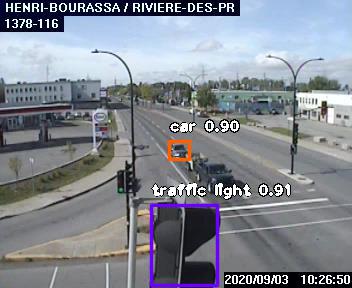 HENRI-BOURASSA / RIVIERE-DES-PR
1378-116
car 0.90
traffic light 0.91
2020/09/03 10:26:50